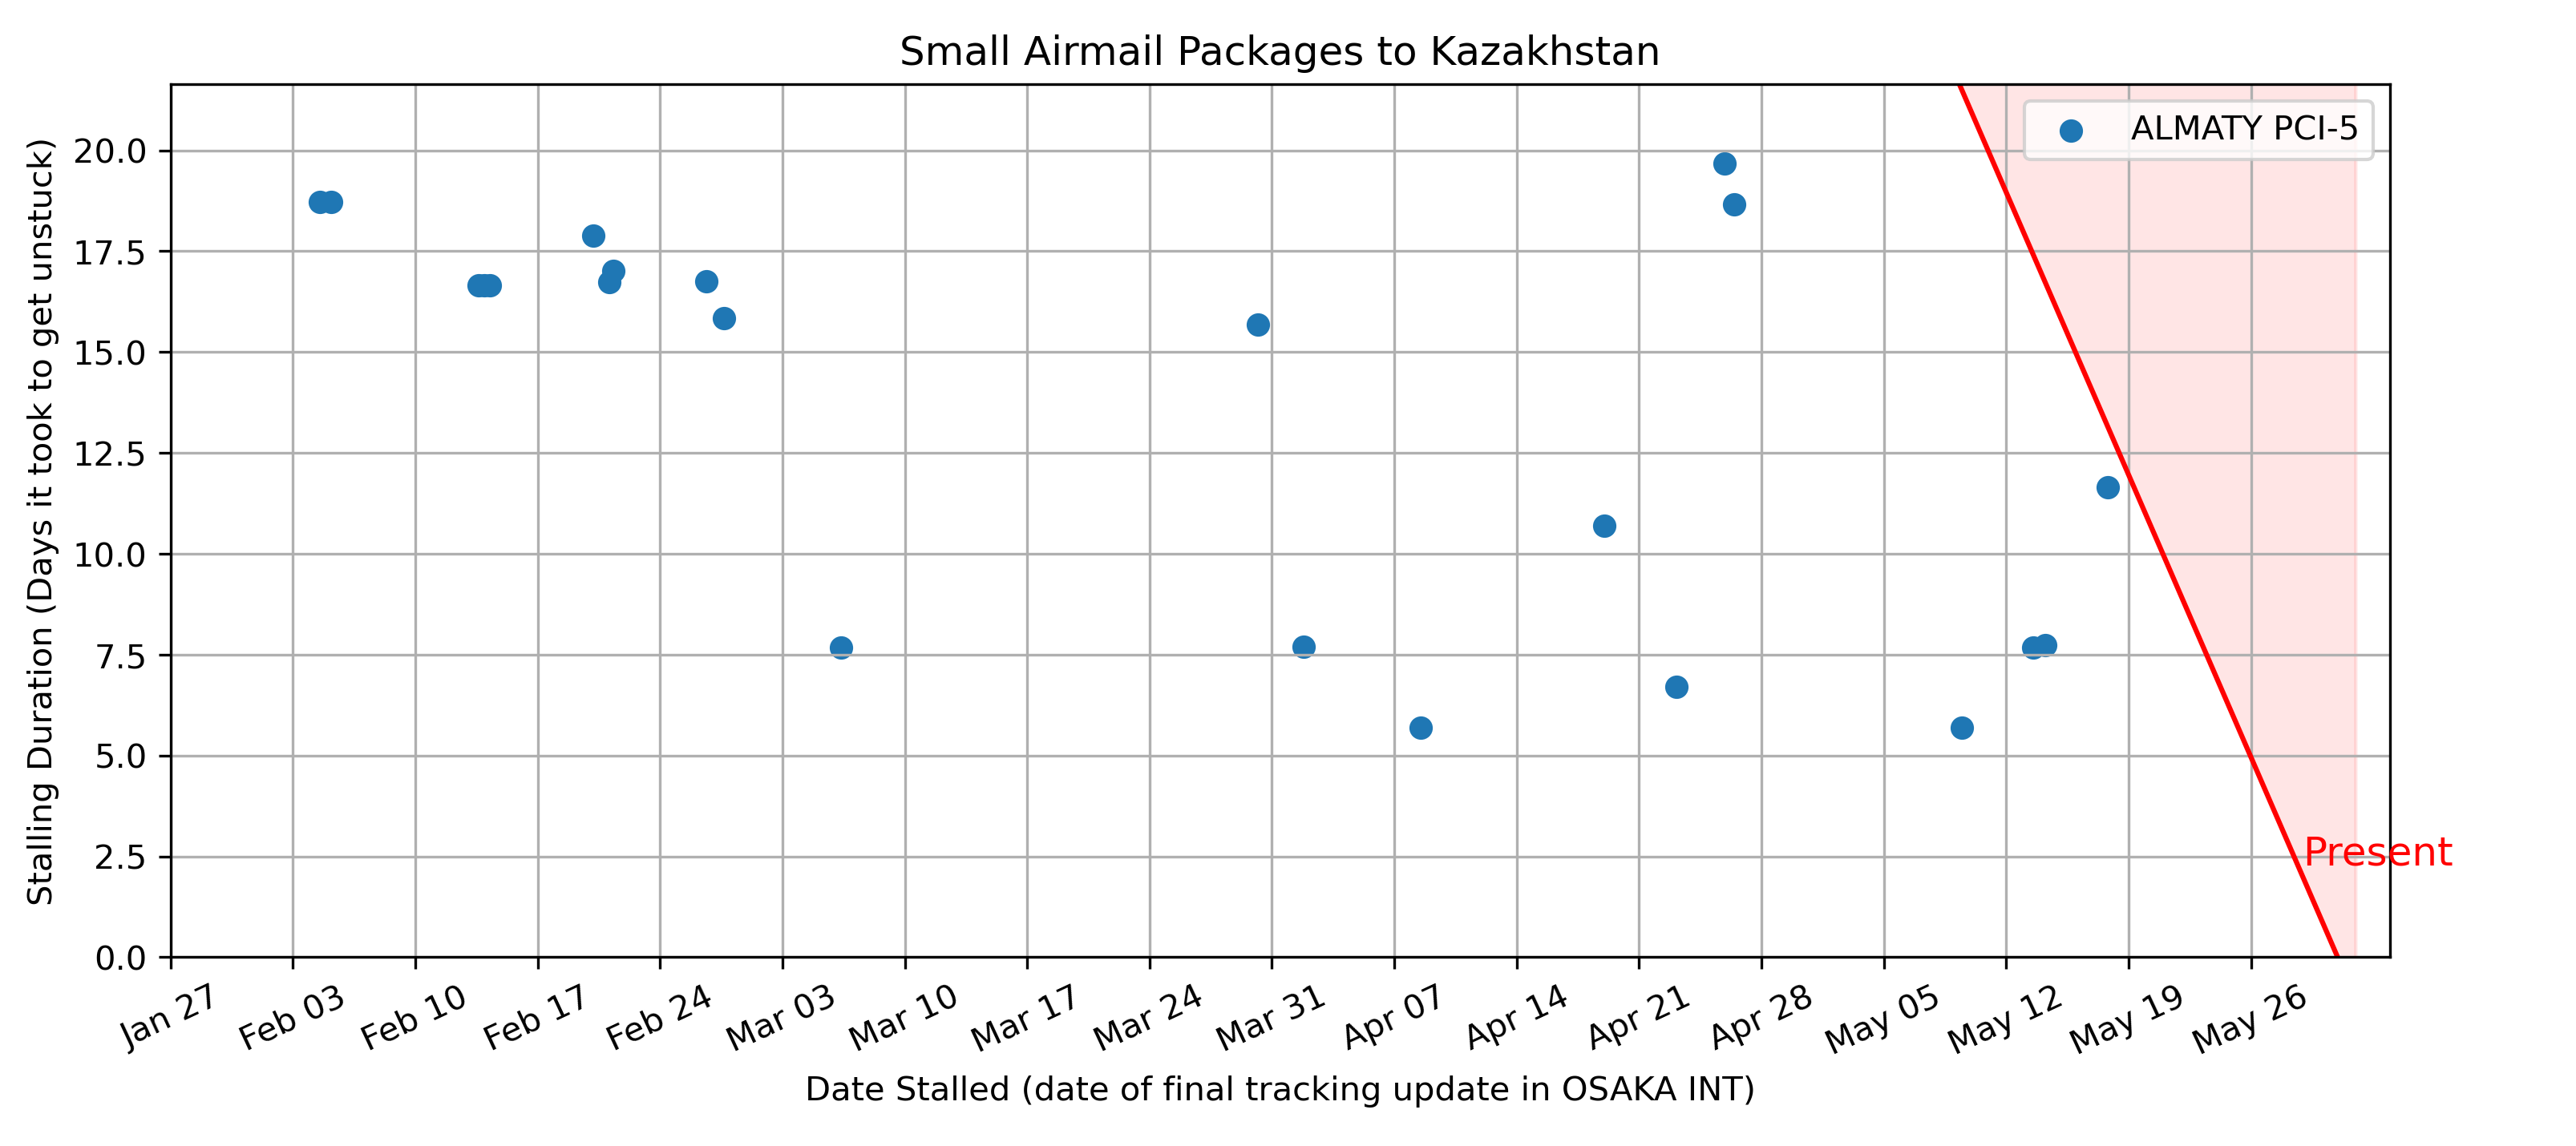 Small Airmail Packages to Kazakhstan
ALMATY PCI-5
Stalling Duration (Days it took to get unstuck)
20.0
17.5
15.0
12.5
10.0
7.5
5.0
2.5
0.0
Present
Jan 27 Feb 03 Feb 10 Feb 17 Feb 24 Mar 03 Mar 10 Mar 17 Mar 24 Mar 31 Apr 07 Apr 14 Apr 21 Apr 28 May 05 May 12 May 19 May 26
Date Stalled (date of final tracking update in OSAKA INT)